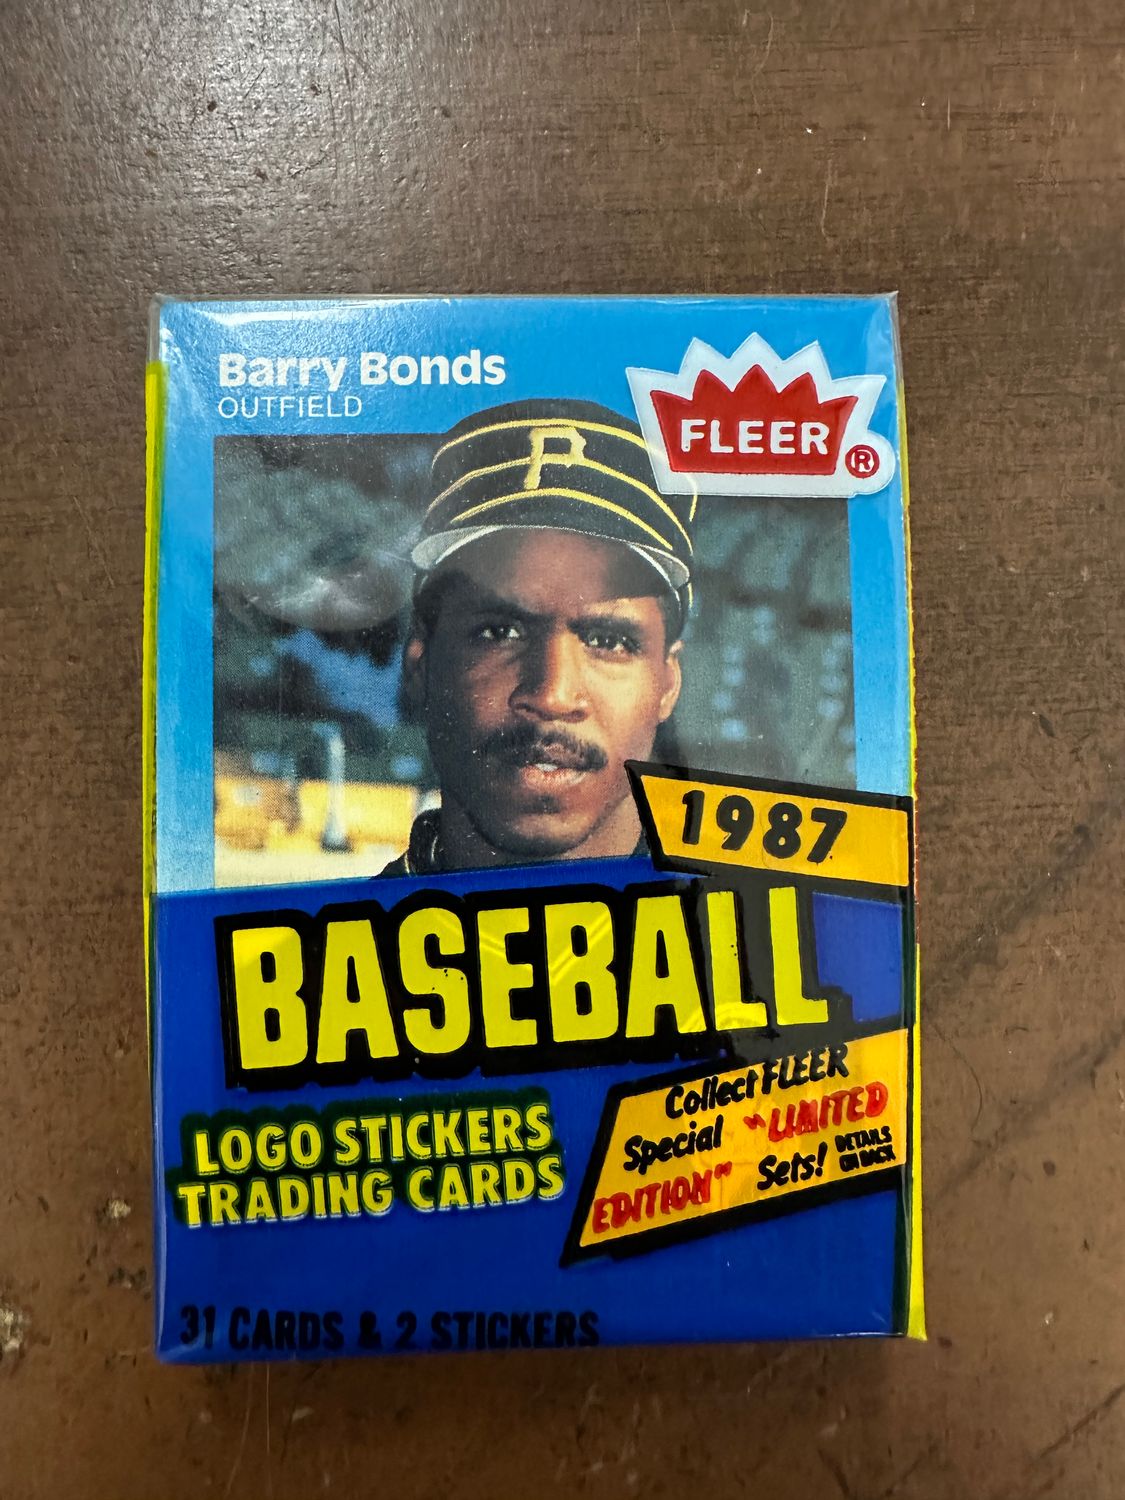 Barry Bonds
OUTFIELD
P
FLEER®
1987
BASEBALL
LOGO STICKERS
TRADING CARDS
Collect FLEER
Special "LIMITED
EDITION" Sets! DETAILS
ON BACK
31 CARDS & 2 STICKERS